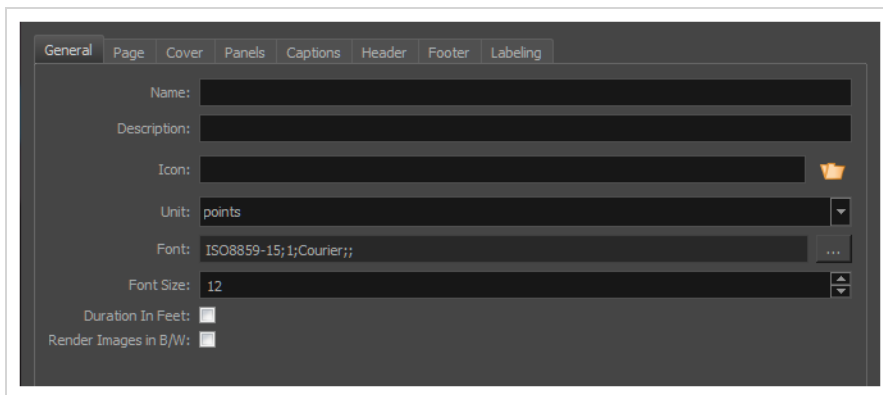 General Page Cover Panels Captions Header Footer Labeling
Name:
Description:
Icon:
Unit: points
Font: ISO8859-15;1;Courier;; ...
Font Size: 12
Duration In Feet:
Render Images in B/W: